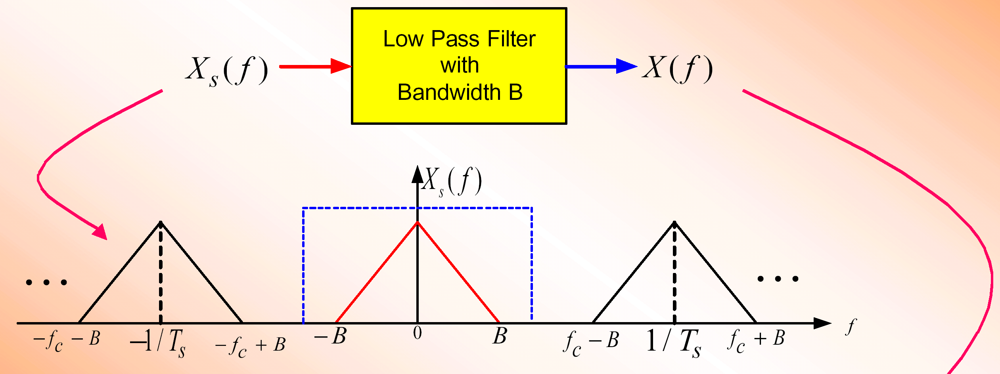 Low Pass Filter
with
Bandwidth B
X_s(f)
X(f)
X_s(f)
• • •
• • •
−f_c − B
−1/T_s
−f_c + B
−B
0
B
f_c − B
1/T_s
f_c + B
f